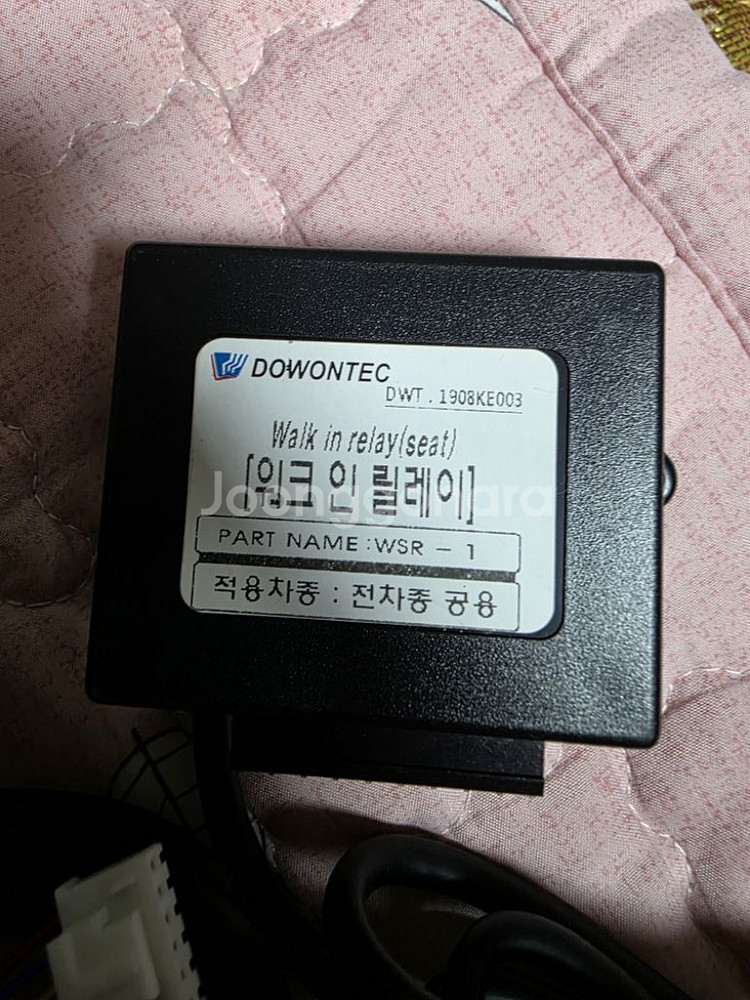 DOWONTEC
DWT . 1908KE003
Walk in relay(seat)
[워크 인 릴레이]
Joonggonara
PART NAME : WSR - 1
적용차종 : 전차종 공용